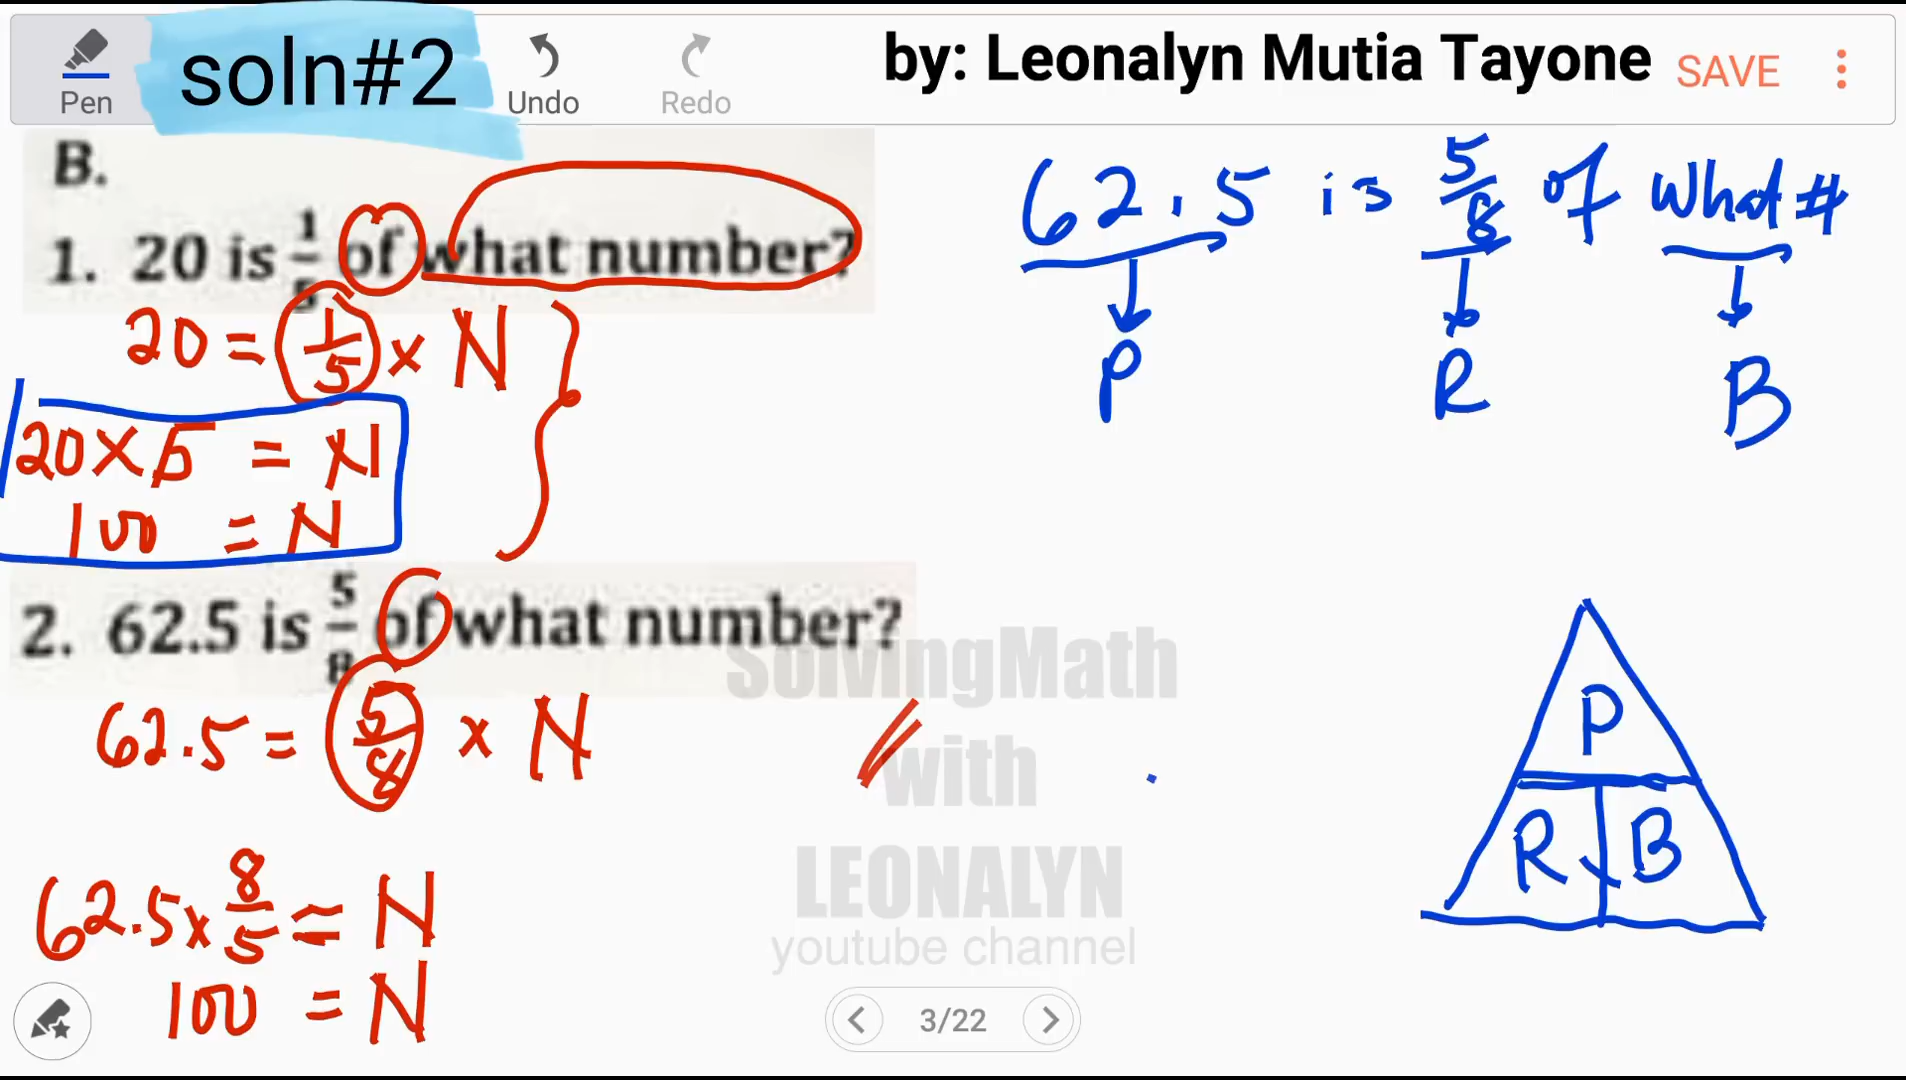 Pen
soln#2
Undo
Redo
by: Leonalyn Mutia Tayone
SAVE
B.
1. 20 is 1/5 of what number?
20 = 1/5 x N
20 x 5 = N
100 = N
2. 62.5 is 5/8 of what number?
62.5 = 5/8 x N
62.5 x 8/5 = N
100 = N
62.5 is 5/8 of What #
P R B
P
R x B
SolvingMath
with
LEONALYN
youtube channel
3/22